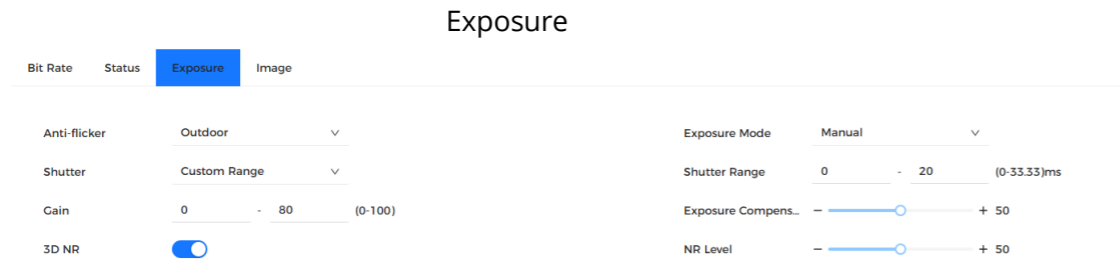 Exposure
Bit Rate Status Exposure Image
Anti-flicker Outdoor Exposure Mode Manual
Shutter Custom Range Shutter Range 0 - 20 (0-33.33)ms
Gain 0 - 80 (0-100) Exposure Compens... − + 50
3D NR NR Level − + 50